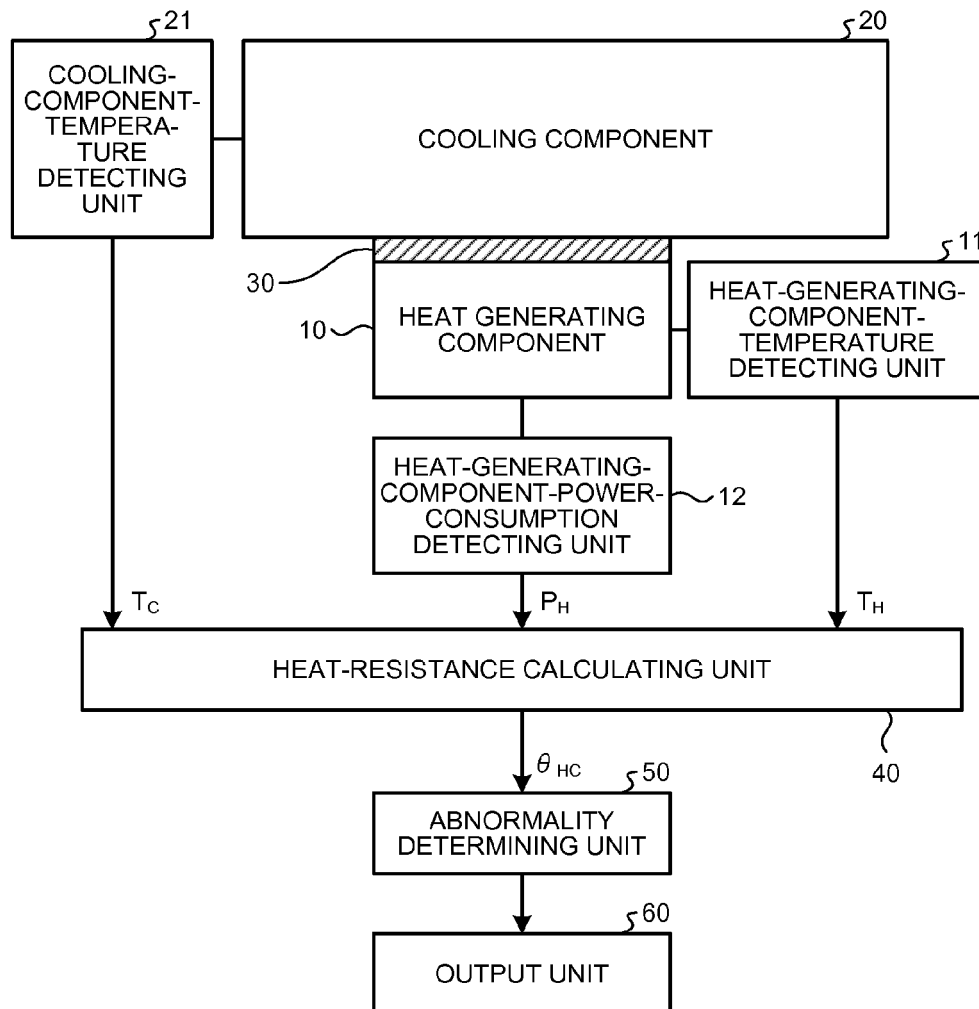 21
20
COOLING-
COMPONENT-
TEMPERA-
TURE
DETECTING
UNIT
COOLING COMPONENT
30
11
10
HEAT GENERATING
COMPONENT
HEAT-GENERATING-
COMPONENT-
TEMPERATURE
DETECTING UNIT
HEAT-GENERATING-
COMPONENT-POWER-
CONSUMPTION
DETECTING UNIT
12
TC
PH
TH
HEAT-RESISTANCE CALCULATING UNIT
40
θHC
50
ABNORMALITY
DETERMINING UNIT
60
OUTPUT UNIT